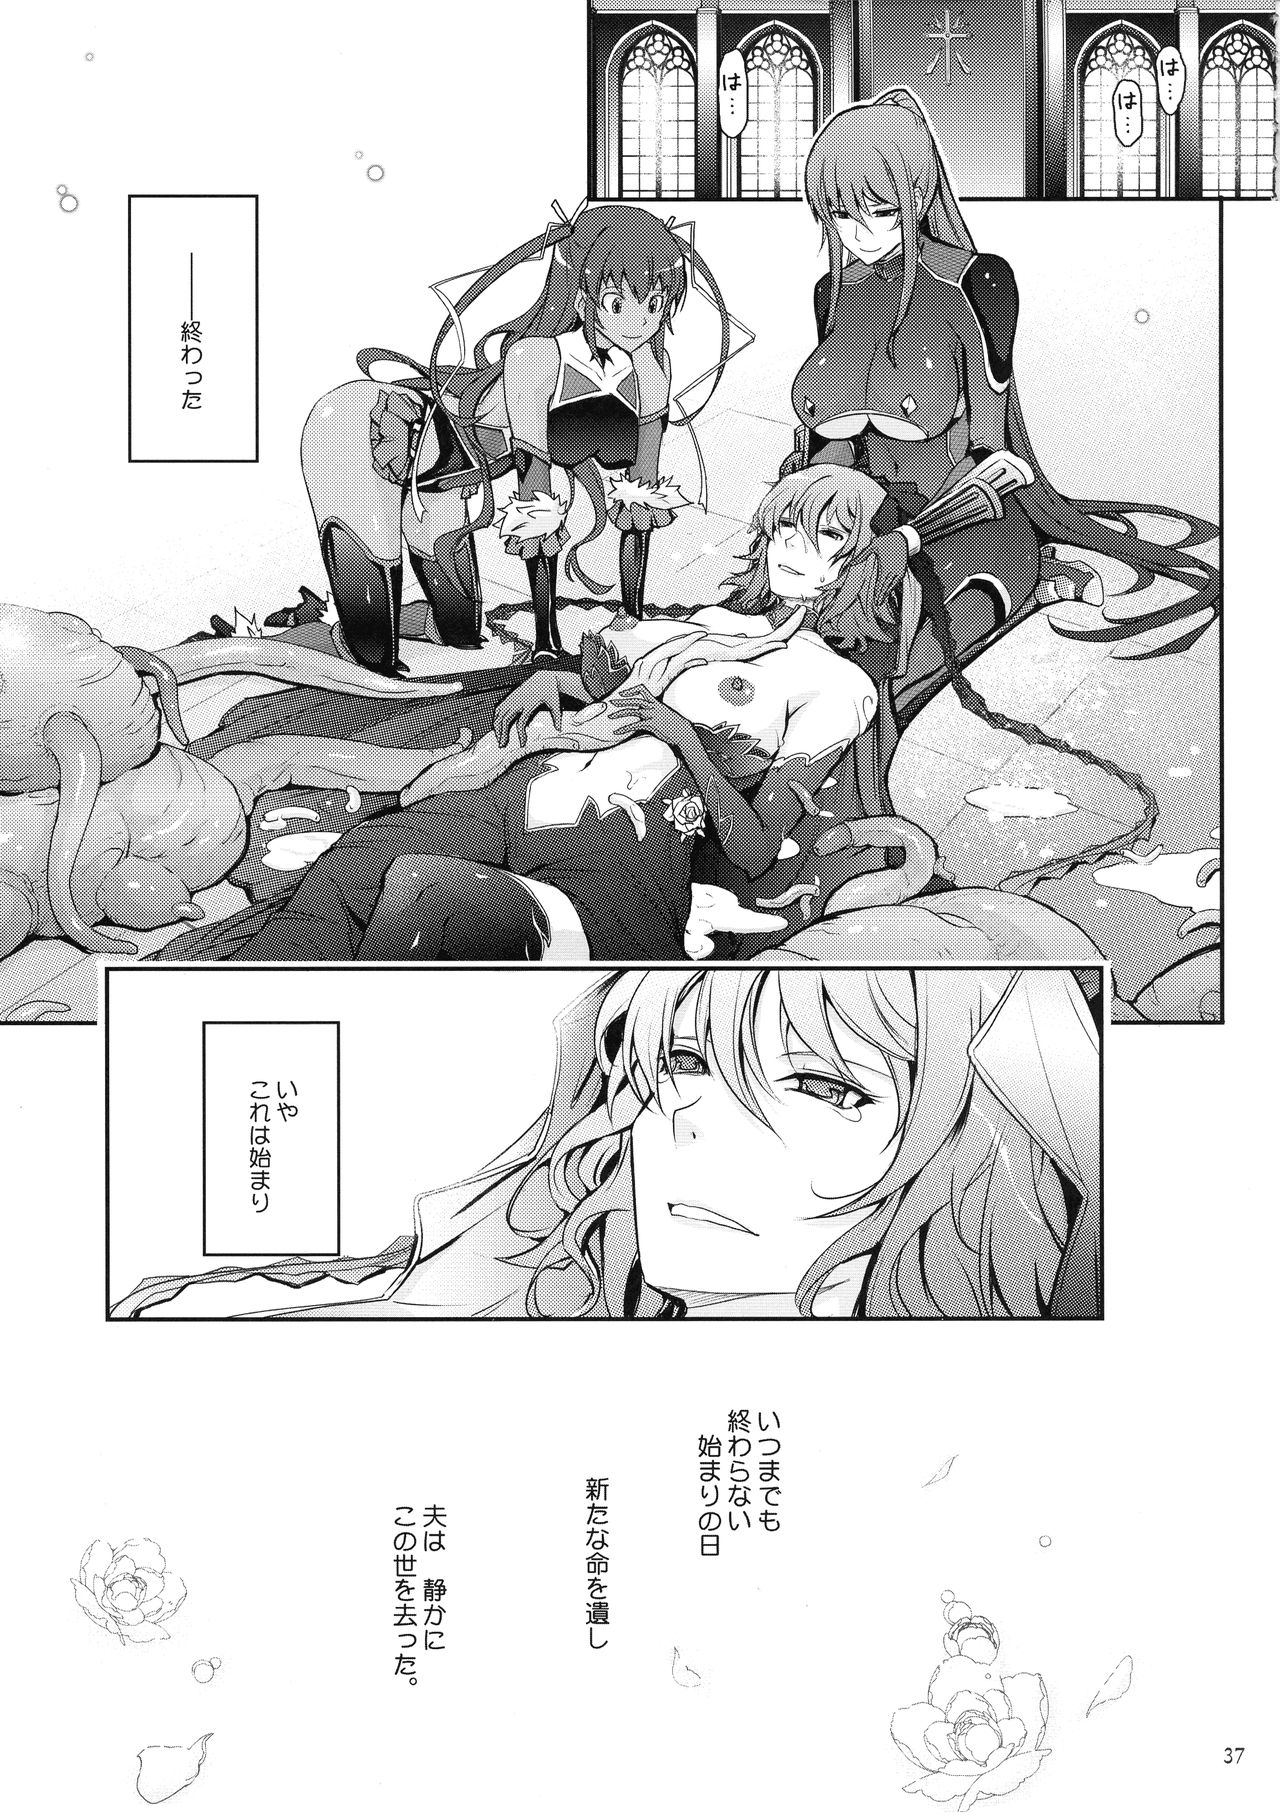 は…
は…
は…
――終わった
いや
これは始まり
いつまでも
終わらない
始まりの日
新たな命を遺し
夫は 静かに
この世を去った。
37